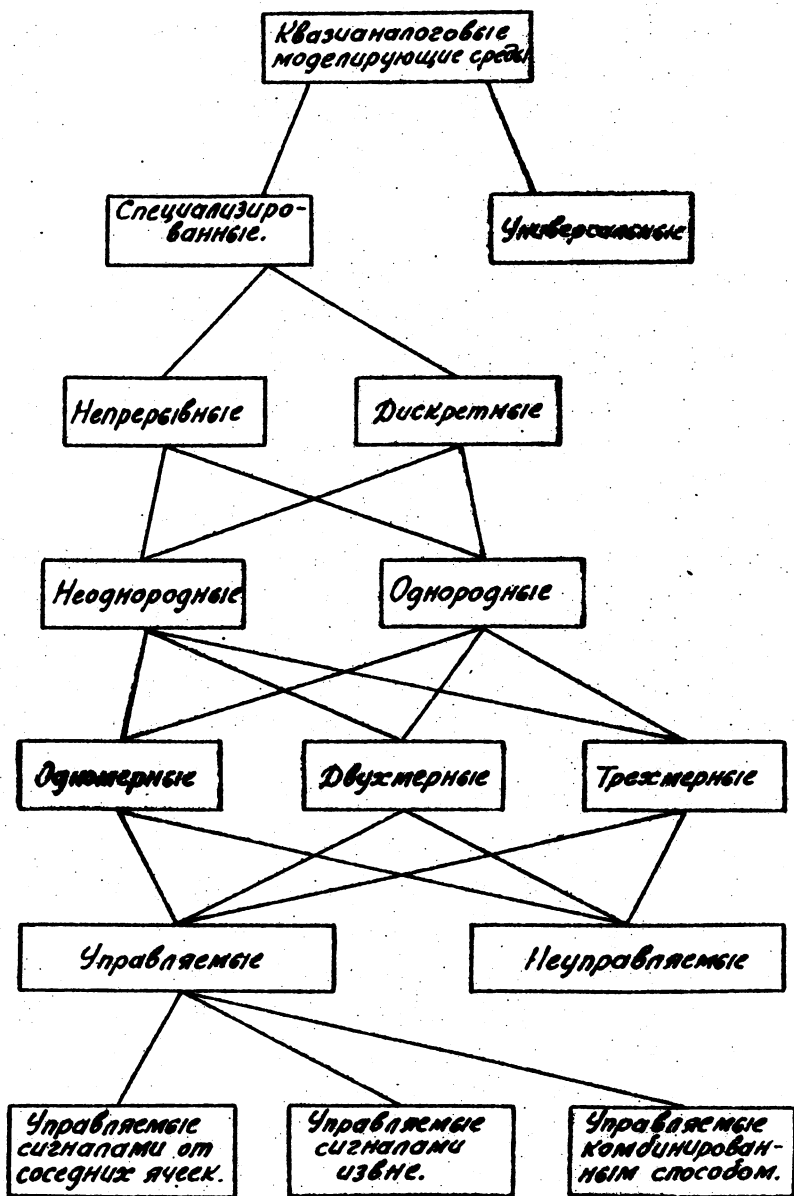 Квазианалоговые
моделирующие среды
Специализиро-
ванные.
Универсальные
Непрерывные
Дискретные
Неоднородные
Однородные
Одномерные
Двухмерные
Трехмерные
Управляемые
Неуправляемые
Управляемые
сигналами от
соседних ячеек.
Управляемые
сигналами
извне.
Управляемые
комбинирован-
ным способом.